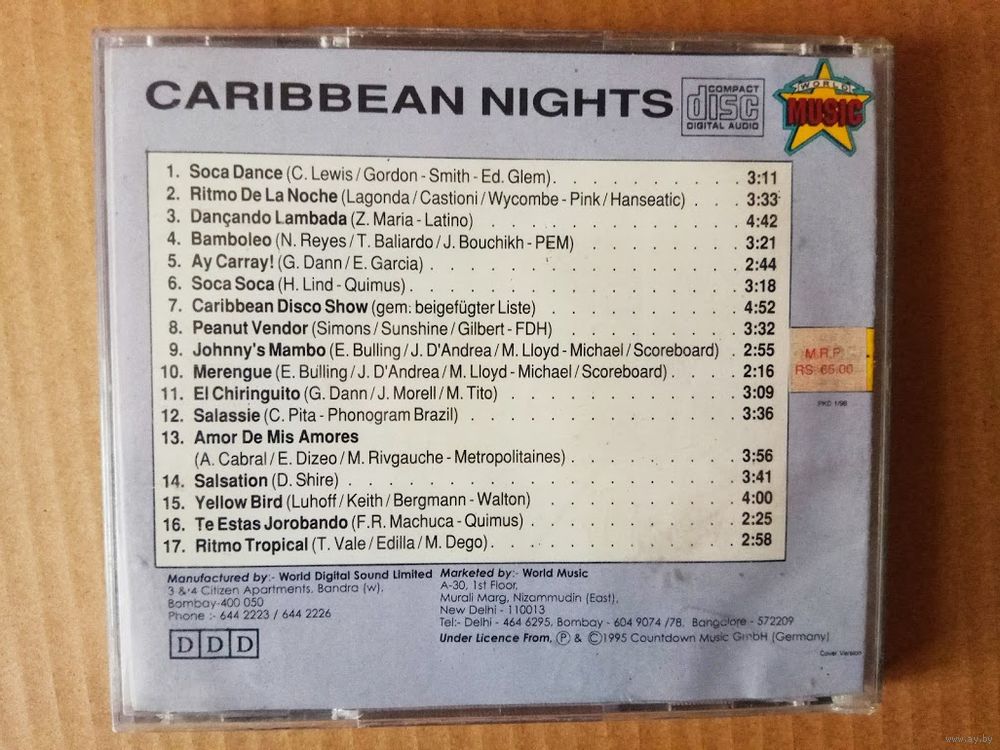 CARIBBEAN NIGHTS
COMPACT
disc
DIGITAL AUDIO
WORLD
MUSIC
1. Soca Dance (C. Lewis / Gordon - Smith - Ed. Glem) . . . . . . . . . . 3:11
2. Ritmo De La Noche (Lagonda / Castioni / Wycombe - Pink / Hanseatic) . . . 3:33
3. Dançando Lambada (Z. Maria - Latino) . . . . . . . . . . . . . 4:42
4. Bamboleo (N. Reyes / T. Baliardo / J. Bouchikh - PEM) . . . . . . . . 3:21
5. Ay Carray! (G. Dann / E. Garcia) . . . . . . . . . . . . . . . 2:44
6. Soca Soca (H. Lind - Quimus) . . . . . . . . . . . . . . . . 3:18
7. Caribbean Disco Show (gem: beigefügter Liste) . . . . . . . . . . 4:52
8. Peanut Vendor (Simons / Sunshine / Gilbert - FDH) . . . . . . . . . 3:32
9. Johnny's Mambo (E. Bulling / J. D'Andrea / M. Lloyd - Michael / Scoreboard) . 2:55
10. Merengue (E. Bulling / J. D'Andrea / M. Lloyd - Michael / Scoreboard) . . . . 2:16
11. El Chiringuito (G. Dann / J. Morell / M. Tito) . . . . . . . . . . . 3:09
12. Salassie (C. Pita - Phonogram Brazil) . . . . . . . . . . . . . 3:36
13. Amor De Mis Amores
(A. Cabral / E. Dizeo / M. Rivgauche - Metropolitaines) . . . . . . . . 3:56
14. Salsation (D. Shire) . . . . . . . . . . . . . . . . . . 3:41
15. Yellow Bird (Luhoff / Keith / Bergmann - Walton) . . . . . . . . . . 4:00
16. Te Estas Jorobando (F.R. Machuca - Quimus) . . . . . . . . . . 2:25
17. Ritmo Tropical (T. Vale / Edilla / M. Dego) . . . . . . . . . . . . 2:58
M.R.P.
RS. 65.00
PKD 1/98
Manufactured by:- World Digital Sound Limited
3 & 4 Citizen Apartments, Bandra (w),
Bombay-400 050
Phone :- 644 2223 / 644 2226
DDD
Marketed by:- World Music
A-30, 1st Floor,
Murali Marg, Nizammudin (East),
New Delhi - 110013
Tel:- Delhi - 464 6295, Bombay - 604 9074 /78. Bangalore - 572209
Under Licence From, Ⓟ & ©1995 Countdown Music GmbH (Germany)
Cover Version
www.ay.by